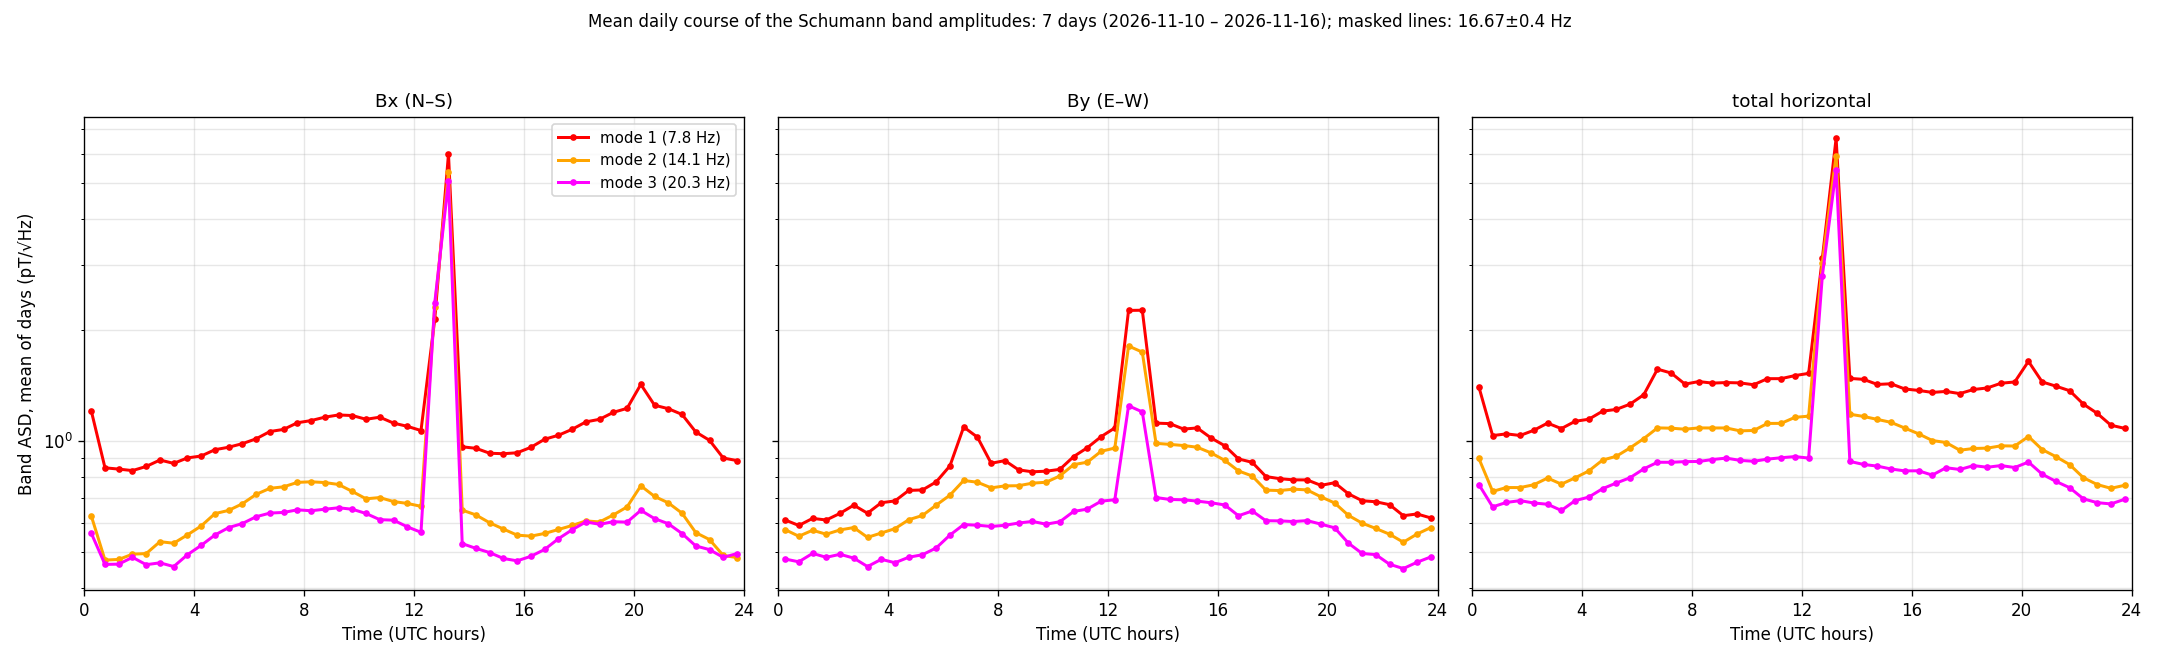 Mean daily course of the Schumann band amplitudes: 7 days (2026-11-10 – 2026-11-16); masked lines: 16.67±0.4 Hz
Bx (N–S)
By (E–W)
total horizontal
mode 1 (7.8 Hz)
mode 2 (14.1 Hz)
mode 3 (20.3 Hz)
Band ASD, mean of days (pT/√Hz)
10⁰
0 4 8 12 16 20 24
0 4 8 12 16 20 24
0 4 8 12 16 20 24
Time (UTC hours)
Time (UTC hours)
Time (UTC hours)